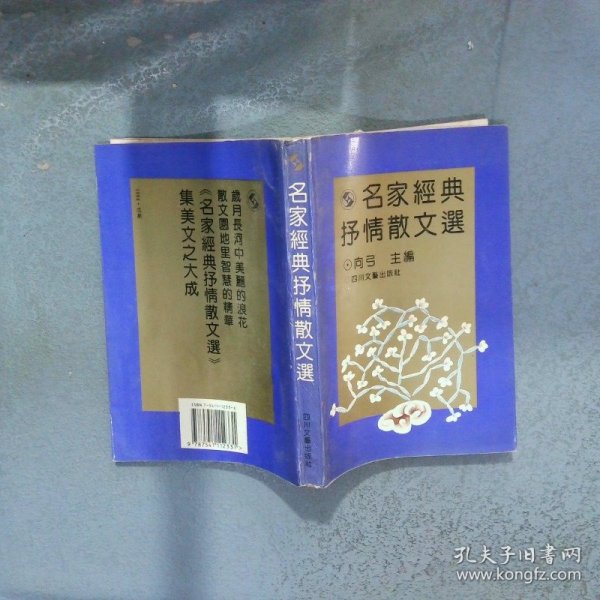 名家經典
抒情散文選
向弓 主編
四川文藝出版社
名家經典抒情散文選
四川文藝出版社
歲月長河中美麗的浪花
散文園地里智慧的精華
《名家經典抒情散文選》
集美文之大成
9 787541 112331 >
孔夫子旧书网
www.kongfz.com